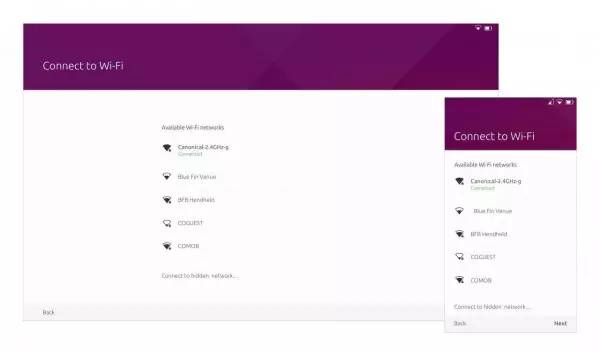 Connect to Wi-Fi
Available Wi-Fi networks
Canonical-2.4GHz-g
Connected
Blue Fin Venue
BFB Handheld
COGUEST
COMOB
Connect to hidden network...
Back
Connect to Wi-Fi
Available Wi-Fi networks
Canonical-2.4GHz-g
Connected
Blue Fin Venue
BFB Handheld
COGUEST
COMOB
Connect to hidden network...
Back Next